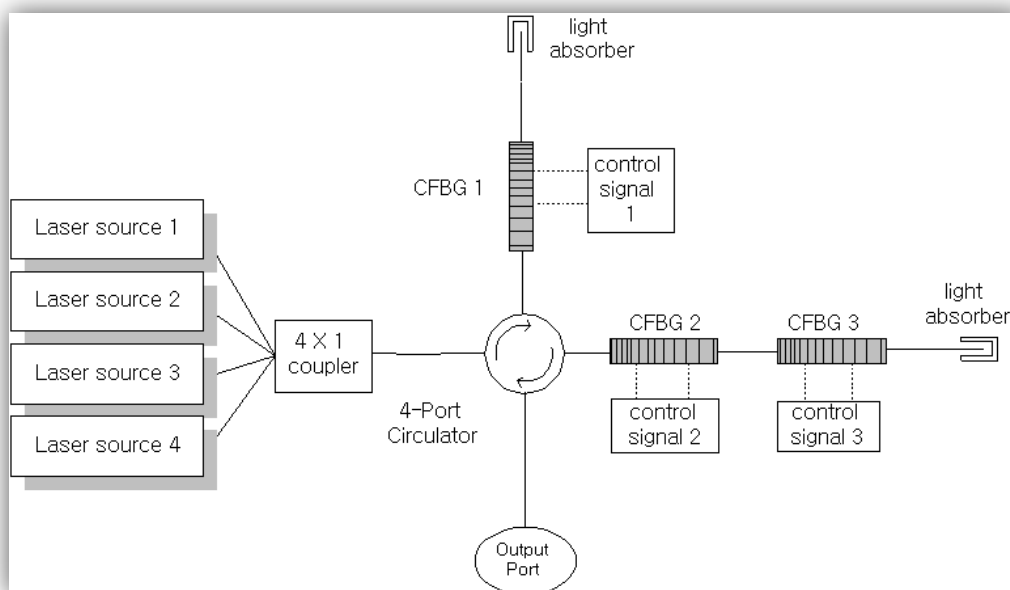 light
absorber
CFBG 1
control
signal
1
Laser source 1
Laser source 2
Laser source 3
Laser source 4
4 X 1
coupler
4-Port
Circulator
CFBG 2
CFBG 3
light
absorber
control
signal 2
control
signal 3
Output
Port